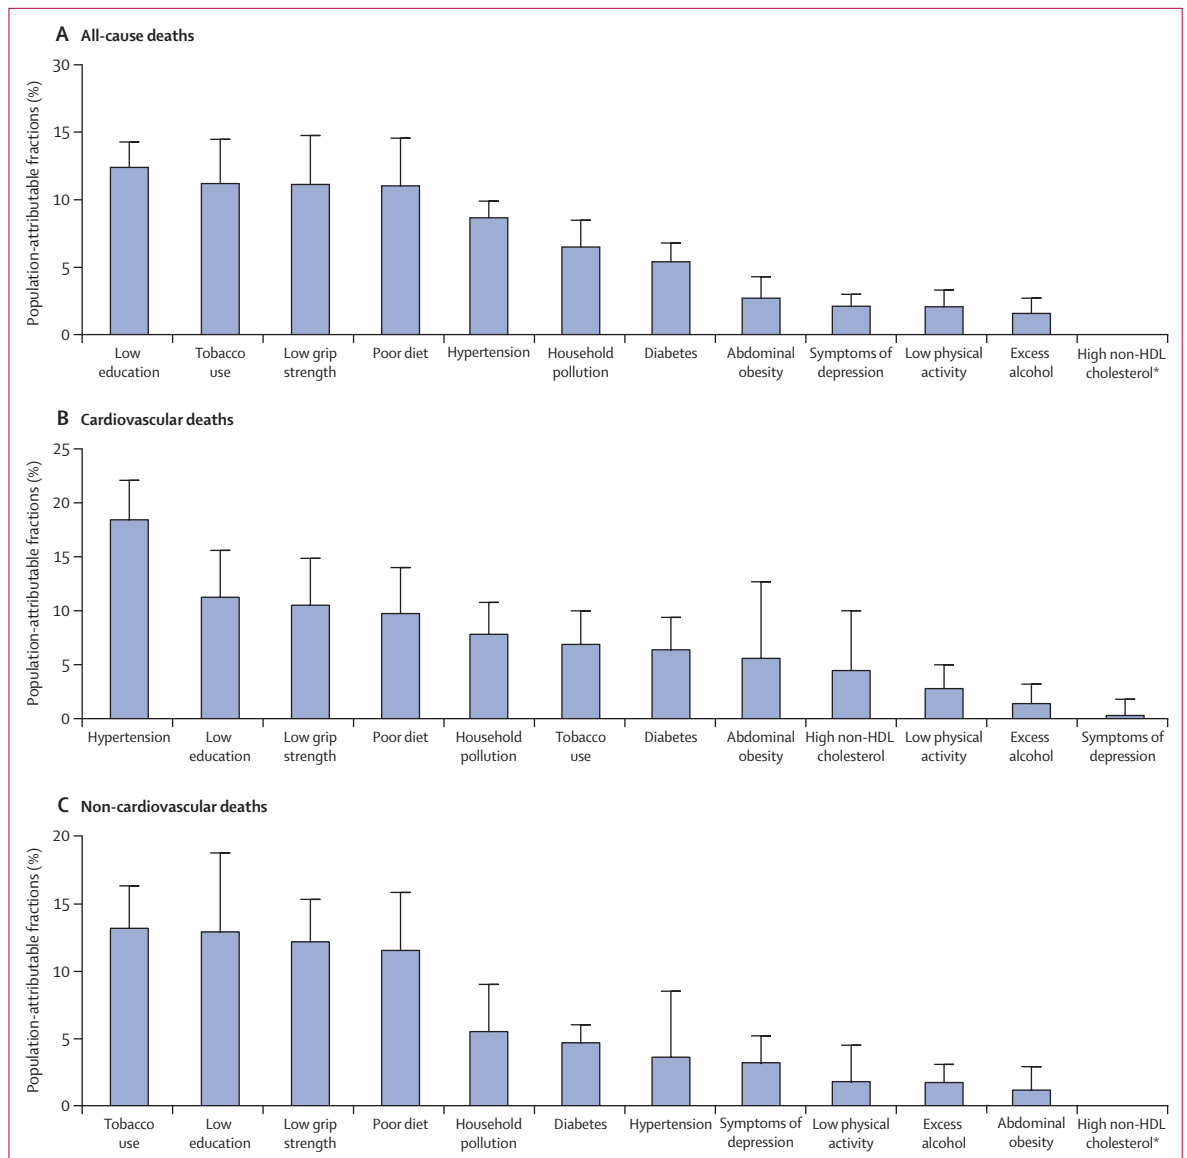 A All-cause deaths
Population-attributable fractions (%)
30
15
10
5
0
Low education
Tobacco use
Low grip strength
Poor diet
Hypertension
Household pollution
Diabetes
Abdominal obesity
Symptoms of depression
Low physical activity
Excess alcohol
High non-HDL cholesterol*
B Cardiovascular deaths
Population-attributable fractions (%)
25
20
15
10
5
0
Hypertension
Low education
Low grip strength
Poor diet
Household pollution
Tobacco use
Diabetes
Abdominal obesity
High non-HDL cholesterol
Low physical activity
Excess alcohol
Symptoms of depression
C Non-cardiovascular deaths
Population-attributable fractions (%)
20
15
10
5
0
Tobacco use
Low education
Low grip strength
Poor diet
Household pollution
Diabetes
Hypertension
Symptoms of depression
Low physical activity
Excess alcohol
Abdominal obesity
High non-HDL cholesterol*